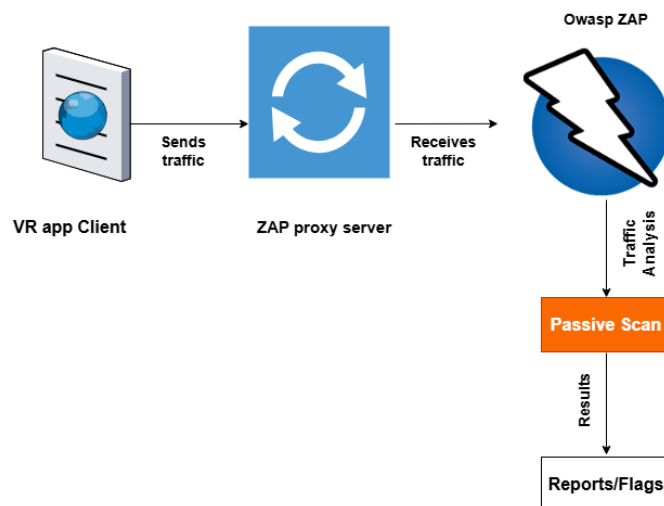 Owasp ZAP
Sends
traffic
Receives
traffic
VR app Client
ZAP proxy server
Traffic
Analysis
Passive Scan
Results
Reports/Flags